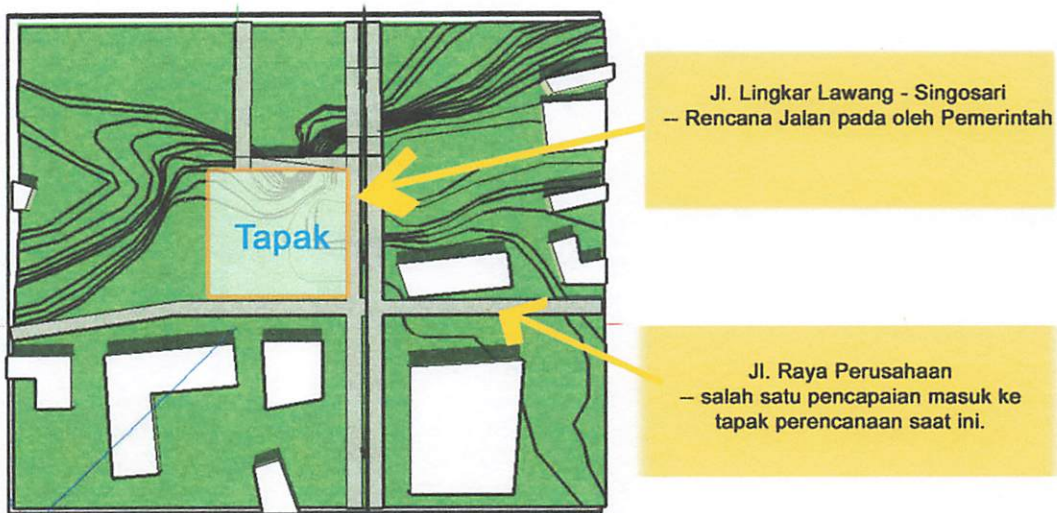 Jl. Lingkar Lawang - Singosari
-- Rencana Jalan pada oleh Pemerintah
Tapak
Jl. Raya Perusahaan
-- salah satu pencapaian masuk ke
tapak perencanaan saat ini.